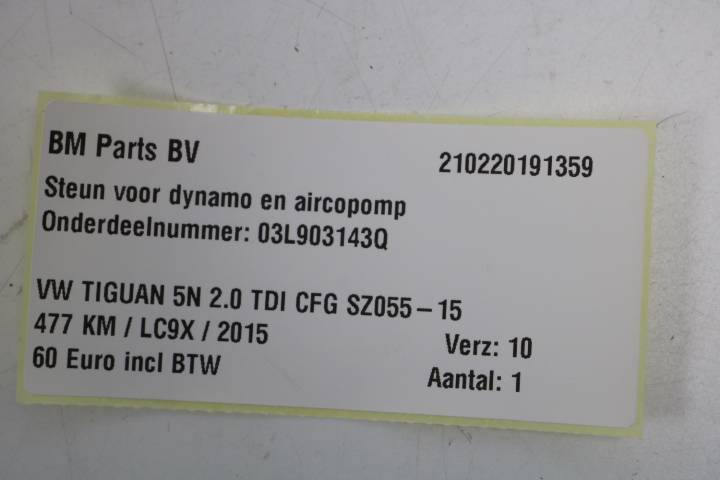 BM Parts BV 210220191359
Steun voor dynamo en aircopomp
Onderdeelnummer: 03L903143Q
VW TIGUAN 5N 2.0 TDI CFG SZ055-15
477 KM / LC9X / 2015 Verz: 10
60 Euro incl BTW Aantal: 1